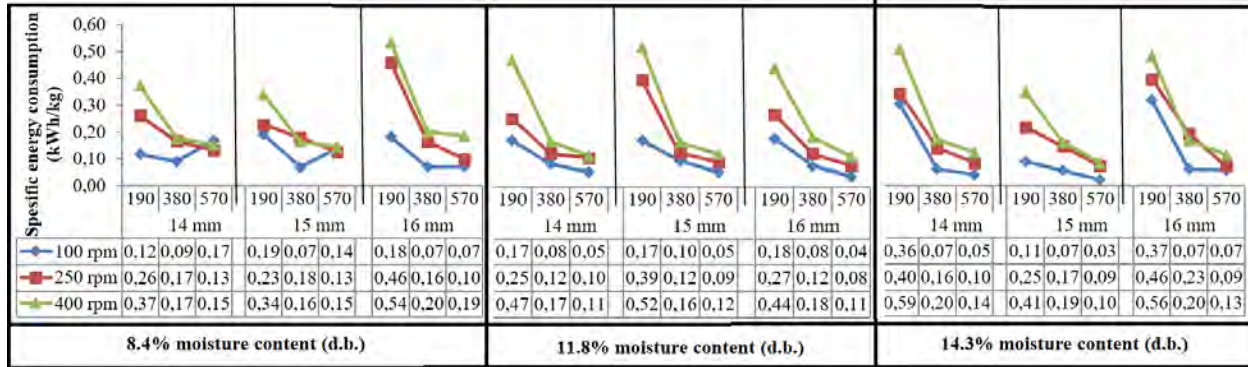 Spesific energy consumption
(kWh/kg)
0,60
0,50
0,40
0,30
0,20
0,10
0,00
190 380 570 190 380 570 190 380 570 190 380 570 190 380 570 190 380 570 190 380 570 190 380 570 190 380 570
14 mm 15 mm 16 mm 14 mm 15 mm 16 mm 14 mm 15 mm 16 mm
100 rpm 0,12 0,09 0,17 0,19 0,07 0,14 0,18 0,07 0,07 0,17 0,08 0,05 0,17 0,10 0,05 0,18 0,08 0,04 0,36 0,07 0,05 0,11 0,07 0,03 0,37 0,07 0,07
250 rpm 0,26 0,17 0,13 0,23 0,18 0,13 0,46 0,16 0,10 0,25 0,12 0,10 0,39 0,12 0,09 0,27 0,12 0,08 0,40 0,16 0,10 0,25 0,17 0,09 0,46 0,23 0,09
400 rpm 0,37 0,17 0,15 0,34 0,16 0,15 0,54 0,20 0,19 0,47 0,17 0,11 0,52 0,16 0,12 0,44 0,18 0,11 0,59 0,20 0,14 0,41 0,19 0,10 0,56 0,20 0,13
8.4% moisture content (d.b.) 11.8% moisture content (d.b.) 14.3% moisture content (d.b.)